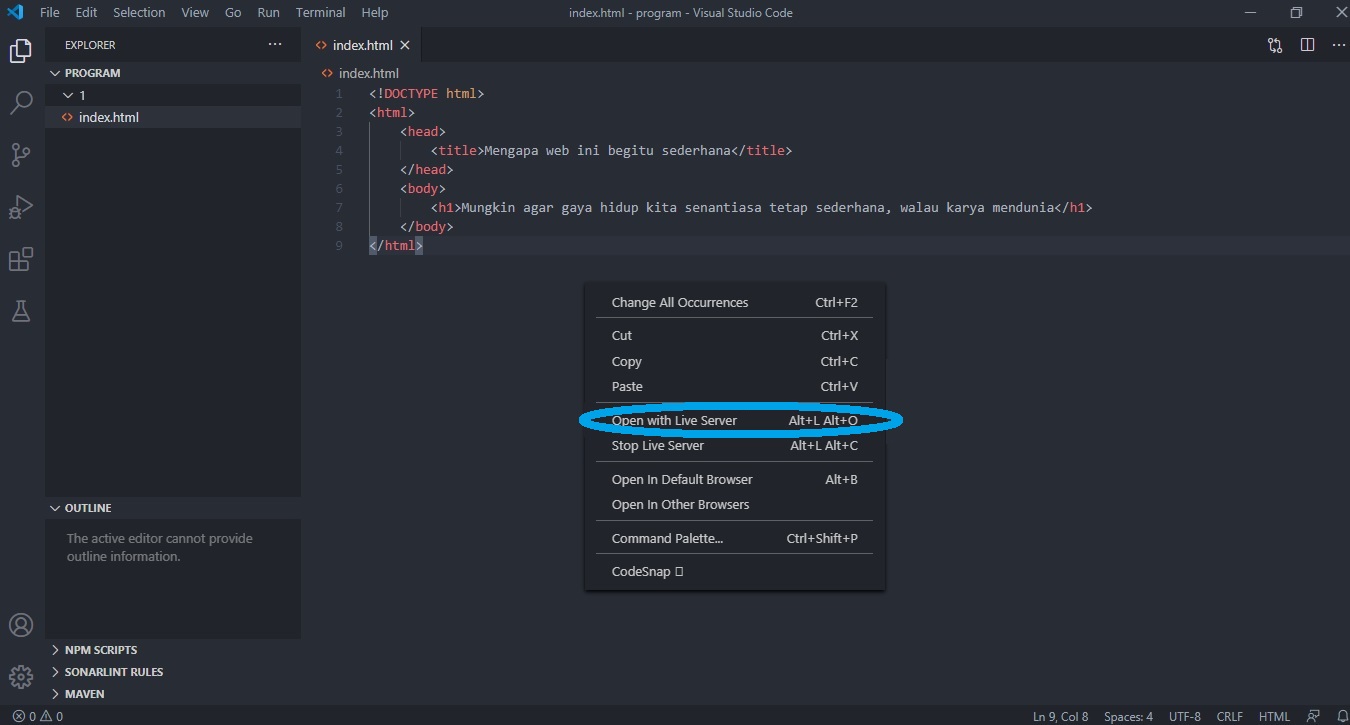 File Edit Selection View Go Run Terminal Help index.html - program - Visual Studio Code
EXPLORER ...
PROGRAM
1
index.html
OUTLINE
The active editor cannot provide
outline information.
NPM SCRIPTS
SONARLINT RULES
MAVEN
index.html
index.html
1 <!DOCTYPE html>
2 <html>
3 <head>
4 <title>Mengapa web ini begitu sederhana</title>
5 </head>
6 <body>
7 <h1>Mungkin agar gaya hidup kita senantiasa tetap sederhana, walau karya mendunia</h1>
8 </body>
9 </html>
Change All Occurrences Ctrl+F2
Cut Ctrl+X
Copy Ctrl+C
Paste Ctrl+V
Open with Live Server Alt+L Alt+O
Stop Live Server Alt+L Alt+C
Open In Default Browser Alt+B
Open In Other Browsers
Command Palette... Ctrl+Shift+P
CodeSnap
0 0 Ln 9, Col 8 Spaces: 4 UTF-8 CRLF HTML